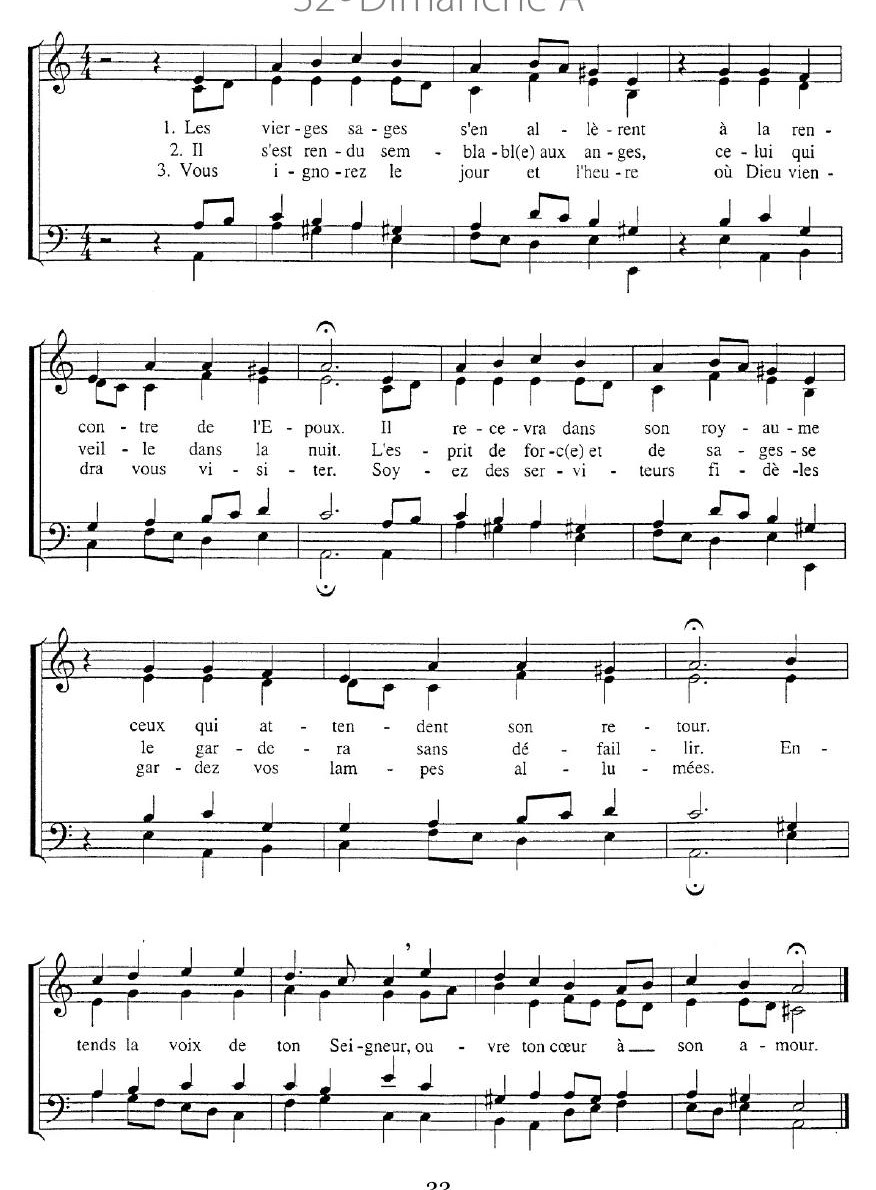 32e Dimanche A
1. Les vier - ges sa - ges s'en al - lè - rent à la ren -
2. Il s'est ren - du sem - bla - bl(e) aux an - ges, ce - lui qui
3. Vous i - gno - rez le jour et l'heu - re où Dieu vien -
con - tre de l'E - poux. Il re - ce - vra dans son roy - au - me
veil - le dans la nuit. L'es - prit de for - c(e) et de sa - ges - se
dra vous vi - si - ter. Soy - ez des ser - vi - teurs fi - dè - les
ceux qui at - ten - dent son re - tour.
le gar - de - ra sans dé - fail - lir. En -
gar - dez vos lam - pes al - lu - mées.
tends la voix de ton Sei - gneur, ou - vre ton cœur à son a - mour.
33